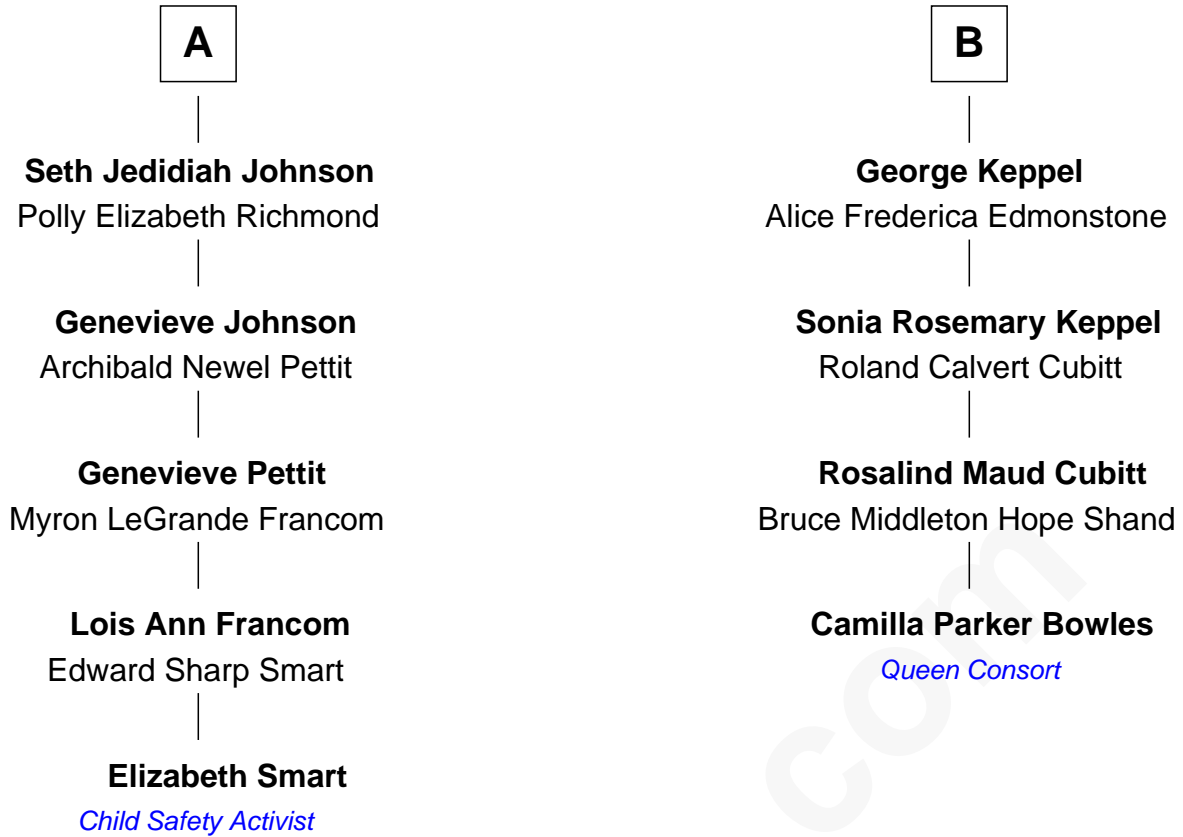 A
Seth Jedidiah Johnson
Polly Elizabeth Richmond
Genevieve Johnson
Archibald Newel Pettit
Genevieve Pettit
Myron LeGrande Francom
Lois Ann Francom
Edward Sharp Smart
Elizabeth Smart
Child Safety Activist
B
George Keppel
Alice Frederica Edmonstone
Sonia Rosemary Keppel
Roland Calvert Cubitt
Rosalind Maud Cubitt
Bruce Middleton Hope Shand
Camilla Parker Bowles
Queen Consort
com